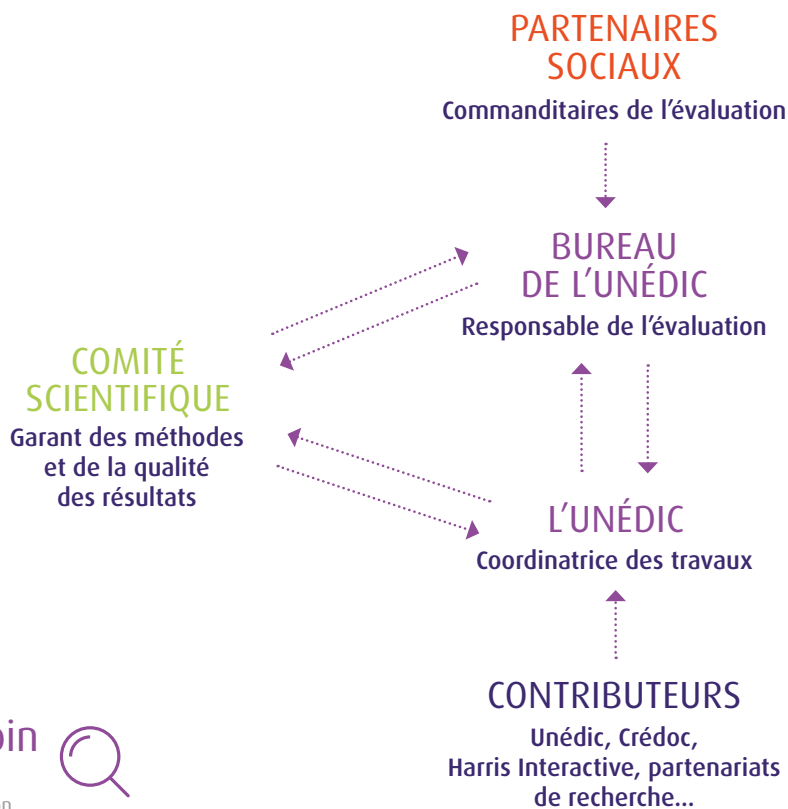 PARTENAIRES
SOCIAUX
Commanditaires de l'évaluation
BUREAU
DE L'UNÉDIC
Responsable de l'évaluation
COMITÉ
SCIENTIFIQUE
Garant des méthodes
et de la qualité
des résultats
L'UNÉDIC
Coordinatrice des travaux
CONTRIBUTEURS
Unédic, Crédoc,
Harris Interactive, partenariats
de recherche...